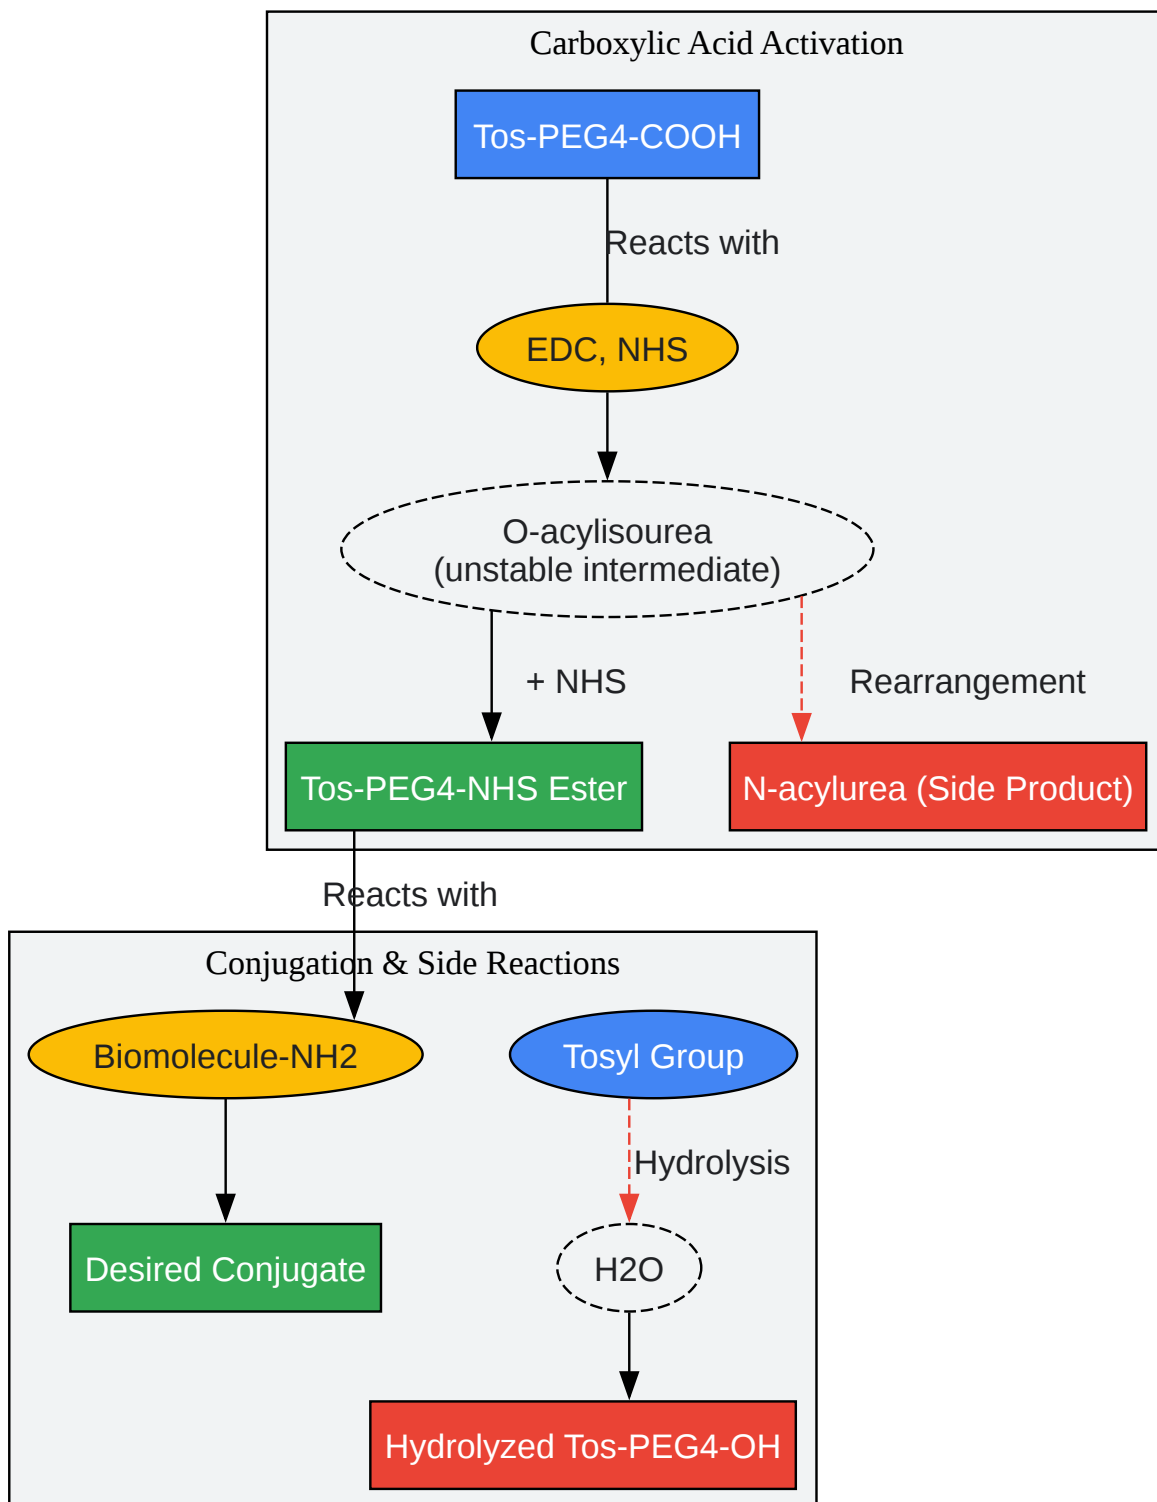 Carboxylic Acid Activation
Tos-PEG4-COOH
Reacts with
EDC, NHS
O-acylisourea
(unstable intermediate)
+ NHS
Rearrangement
Tos-PEG4-NHS Ester
N-acylurea (Side Product)
Reacts with
Conjugation & Side Reactions
Biomolecule-NH2
Tosyl Group
Hydrolysis
Desired Conjugate
H2O
Hydrolyzed Tos-PEG4-OH